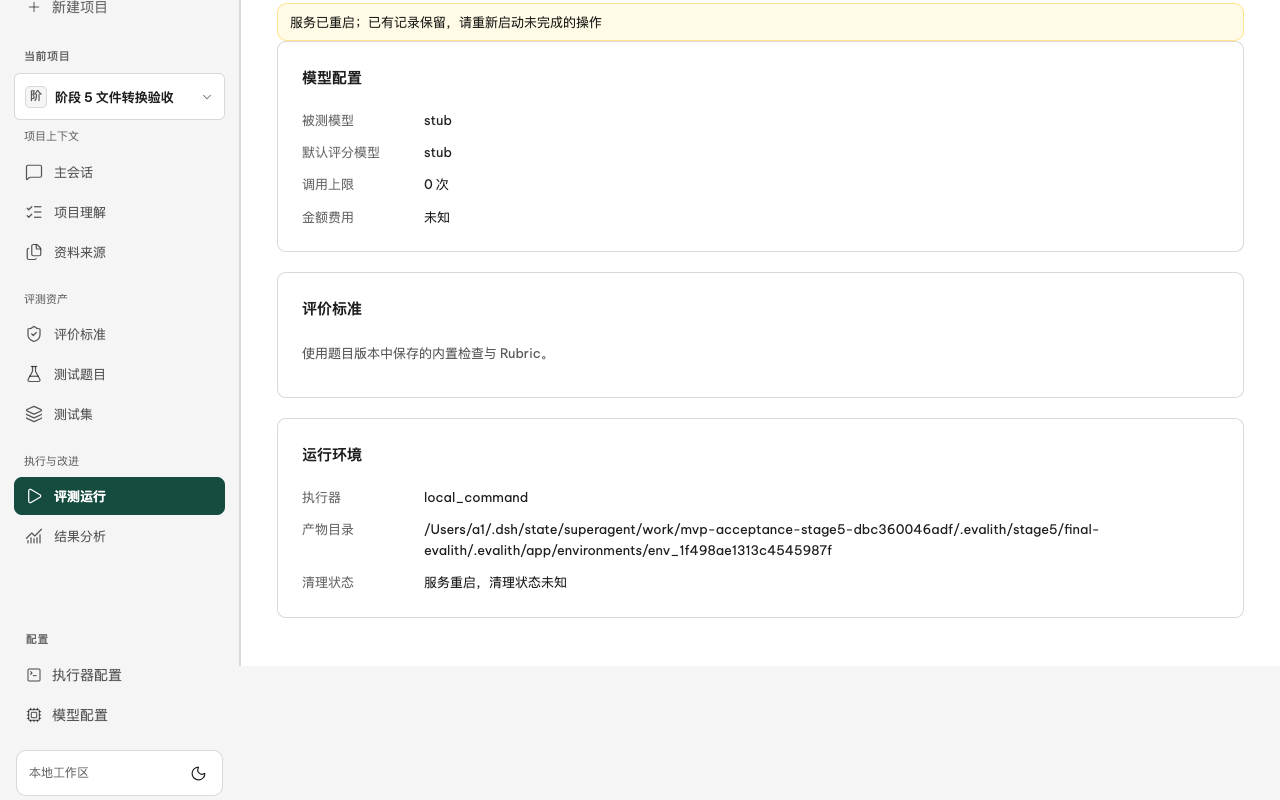 新建项目
当前项目
阶 阶段 5 文件转换验收
项目上下文
主会话
项目理解
资料来源
评测资产
评价标准
测试题目
测试集
执行与改进
评测运行
结果分析
配置
执行器配置
模型配置
本地工作区
服务已重启；已有记录保留，请重新启动未完成的操作
模型配置
被测模型 stub
默认评分模型 stub
调用上限 0 次
金额费用 未知
评价标准
使用题目版本中保存的内置检查与 Rubric。
运行环境
执行器 local_command
产物目录 /Users/a1/.dsh/state/superagent/work/mvp-acceptance-stage5-dbc360046adf/.evalith/stage5/final-
evalith/.evalith/app/environments/env_1f498ae1313c4545987f
清理状态 服务重启，清理状态未知